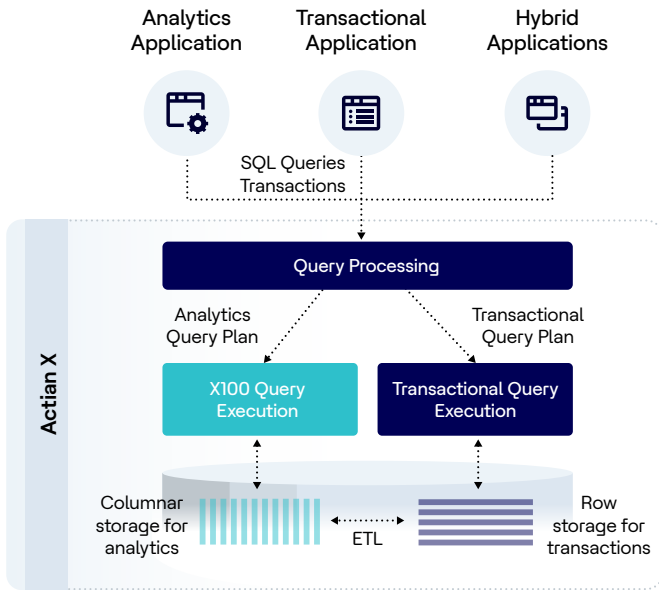 Analytics
Application
Transactional
Application
Hybrid
Applications
SQL Queries
Transactions
Actian X
Query Processing
Analytics
Query Plan
Transactional
Query Plan
X100 Query
Execution
Transactional Query
Execution
Columnar
storage for
analytics
ETL
Row
storage for
transactions